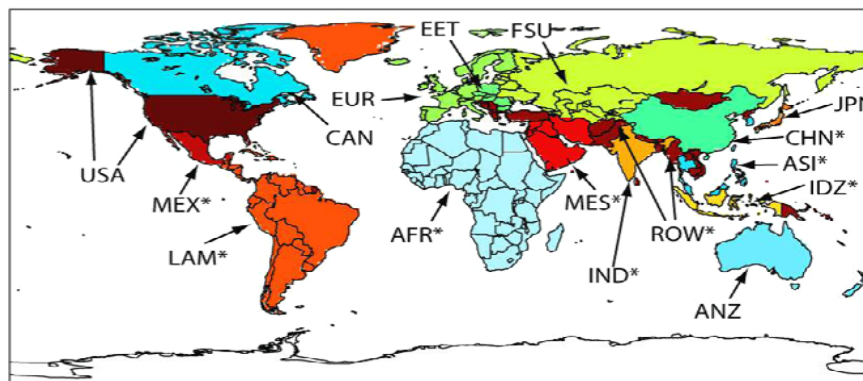 EET
FSU
EUR
JPN
CAN
CHN*
USA
ASI*
MEX*
MES*
IDZ*
AFR*
ROW*
LAM*
IND*
ANZ